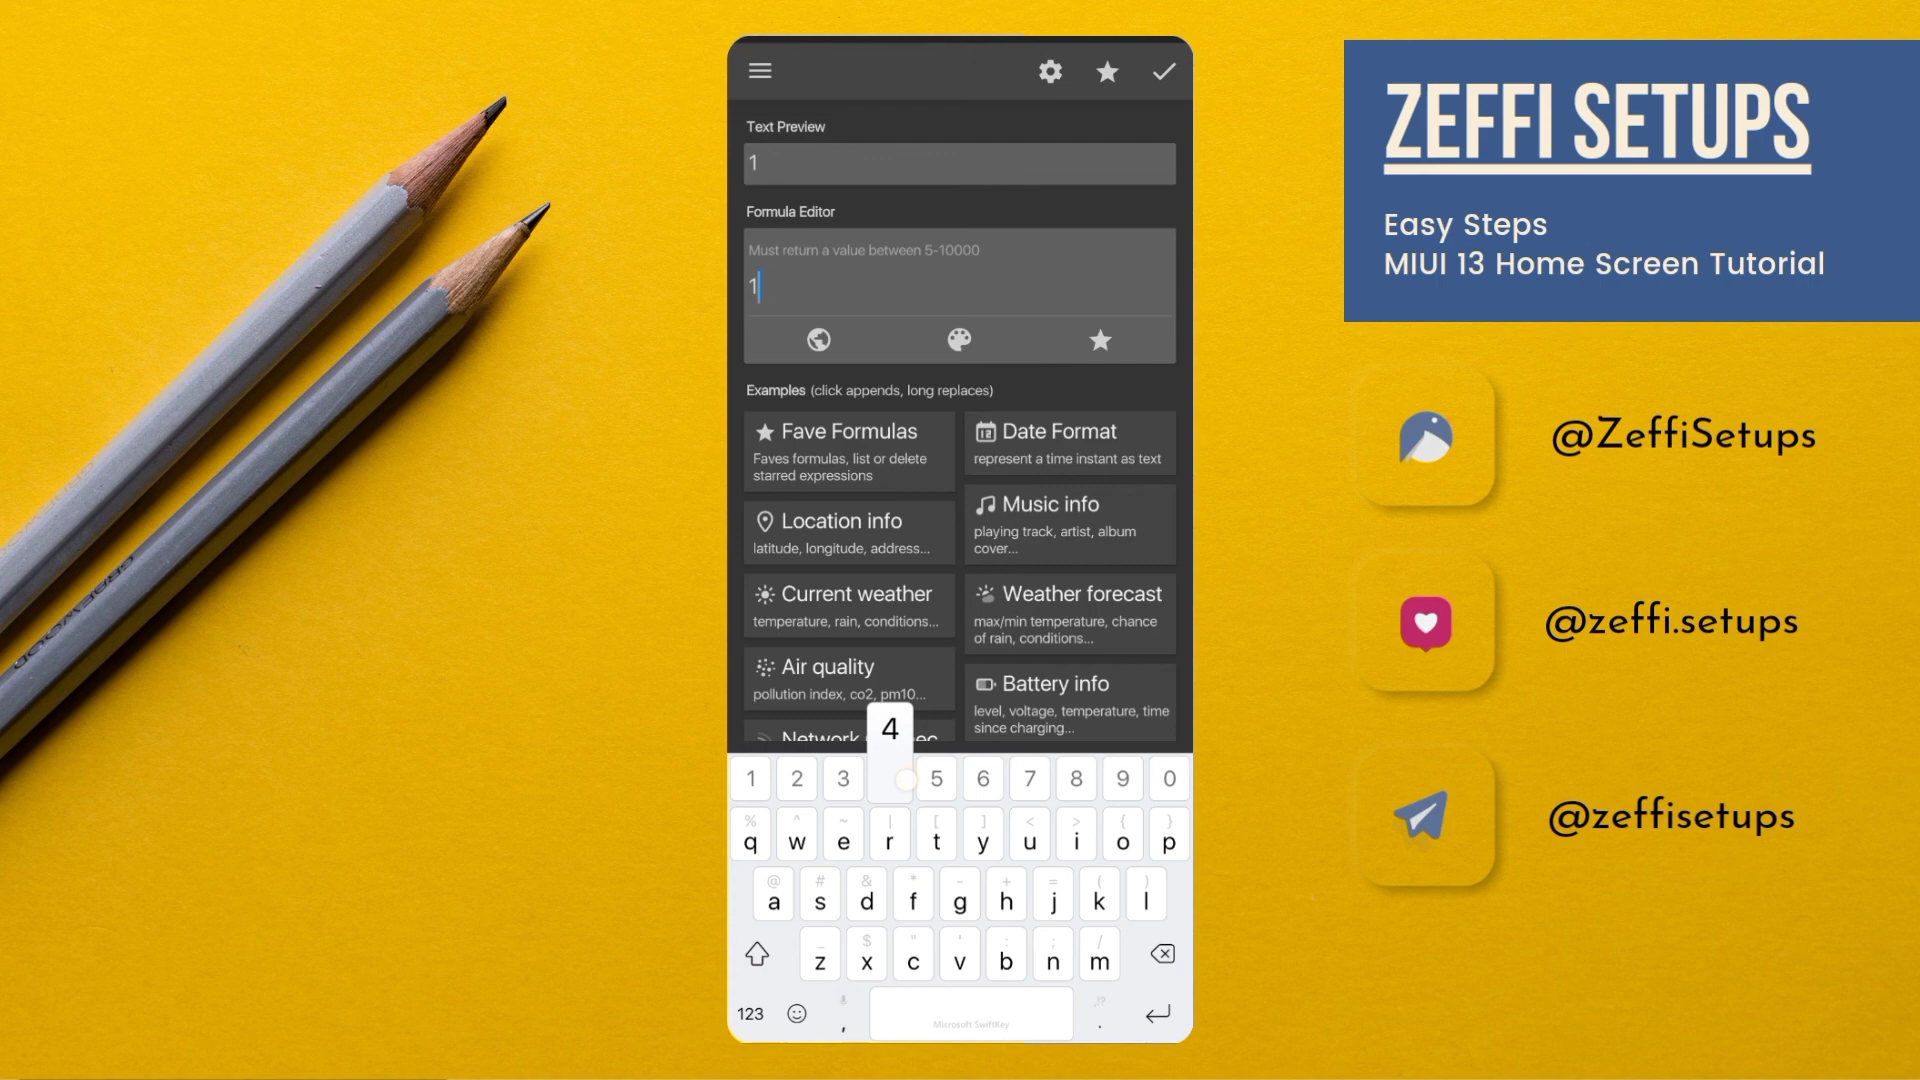 ZEFFI SETUPS
Easy Steps
MIUI 13 Home Screen Tutorial
@ZeffiSetups
@zeffi.setups
@zeffisetups
Text Preview
1
Formula Editor
Must return a value between 5-10000
1
Examples (click appends, long replaces)
Fave Formulas
Faves formulas, list or delete
starred expressions
Date Format
represent a time instant as text
Location info
latitude, longitude, address...
Music info
playing track, artist, album
cover...
Current weather
temperature, rain, conditions...
Weather forecast
max/min temperature, chance
of rain, conditions...
Air quality
pollution index, co2, pm10...
Battery info
level, voltage, temperature, time
since charging...
Network
4
1 2 3 5 6 7 8 9 0
% ^ ~ | [ ] < > { }
q w e r t y u i o p
@ # & * - + = ( )
a s d f g h j k l
_ $ " ' : ; /
z x c v b n m
123 , Microsoft SwiftKey ,!? .